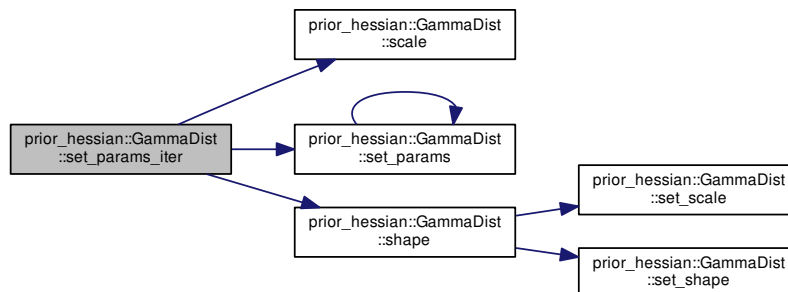 prior_hessian::GammaDist
::scale
prior_hessian::GammaDist
::set_params_iter
prior_hessian::GammaDist
::set_params
prior_hessian::GammaDist
::shape
prior_hessian::GammaDist
::set_scale
prior_hessian::GammaDist
::set_shape